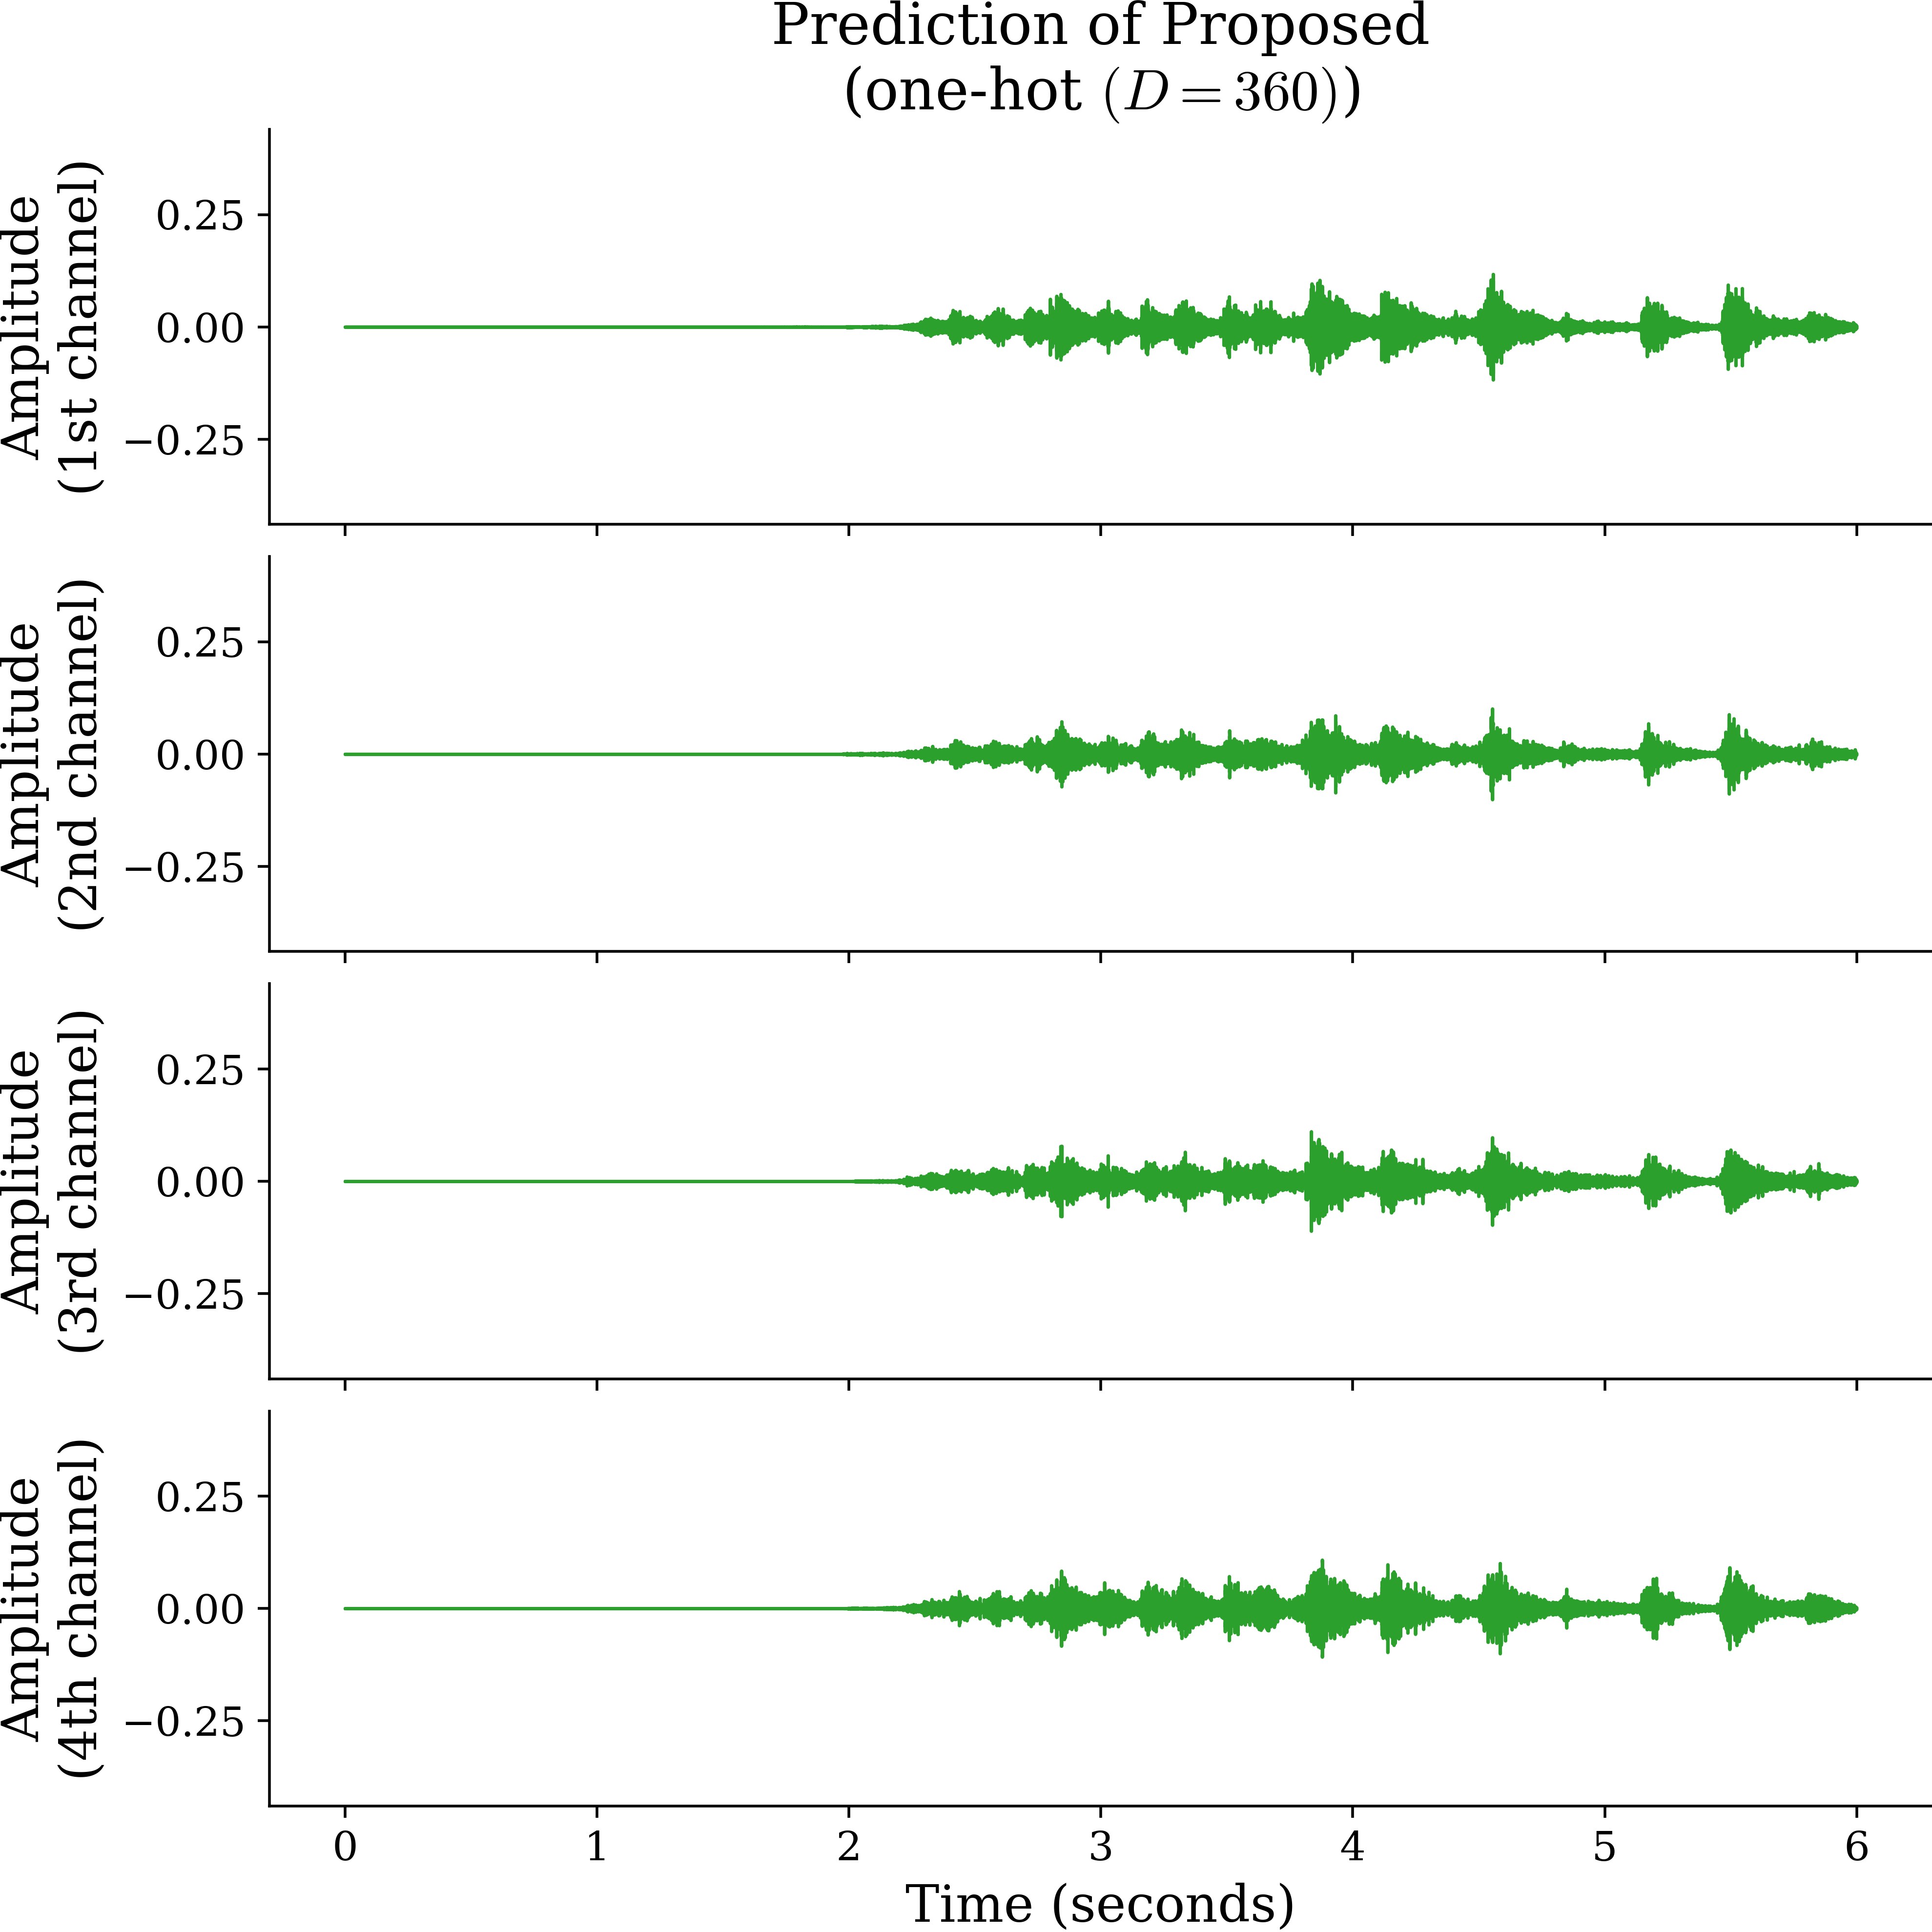 Prediction of Proposed
(one-hot (D = 360))
Amplitude
(1st channel)
0.25
0.00
−0.25
Amplitude
(2nd channel)
0.25
0.00
−0.25
Amplitude
(3rd channel)
0.25
0.00
−0.25
Amplitude
(4th channel)
0.25
0.00
−0.25
0 1 2 3 4 5 6
Time (seconds)